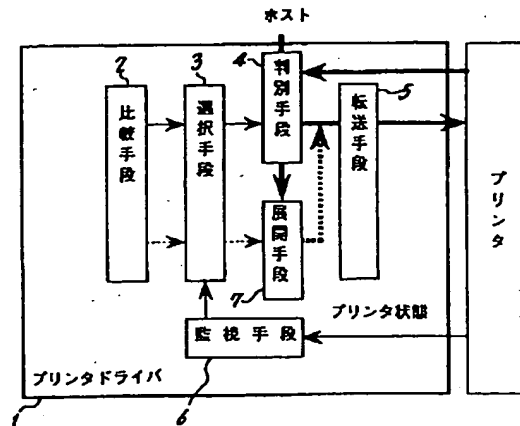 ホスト
2
比較手段
3
選択手段
4
判別手段
5
転送手段
展開手段
7
プリンタ
プリンタ状態
監視手段
6
プリンタドライバ
1